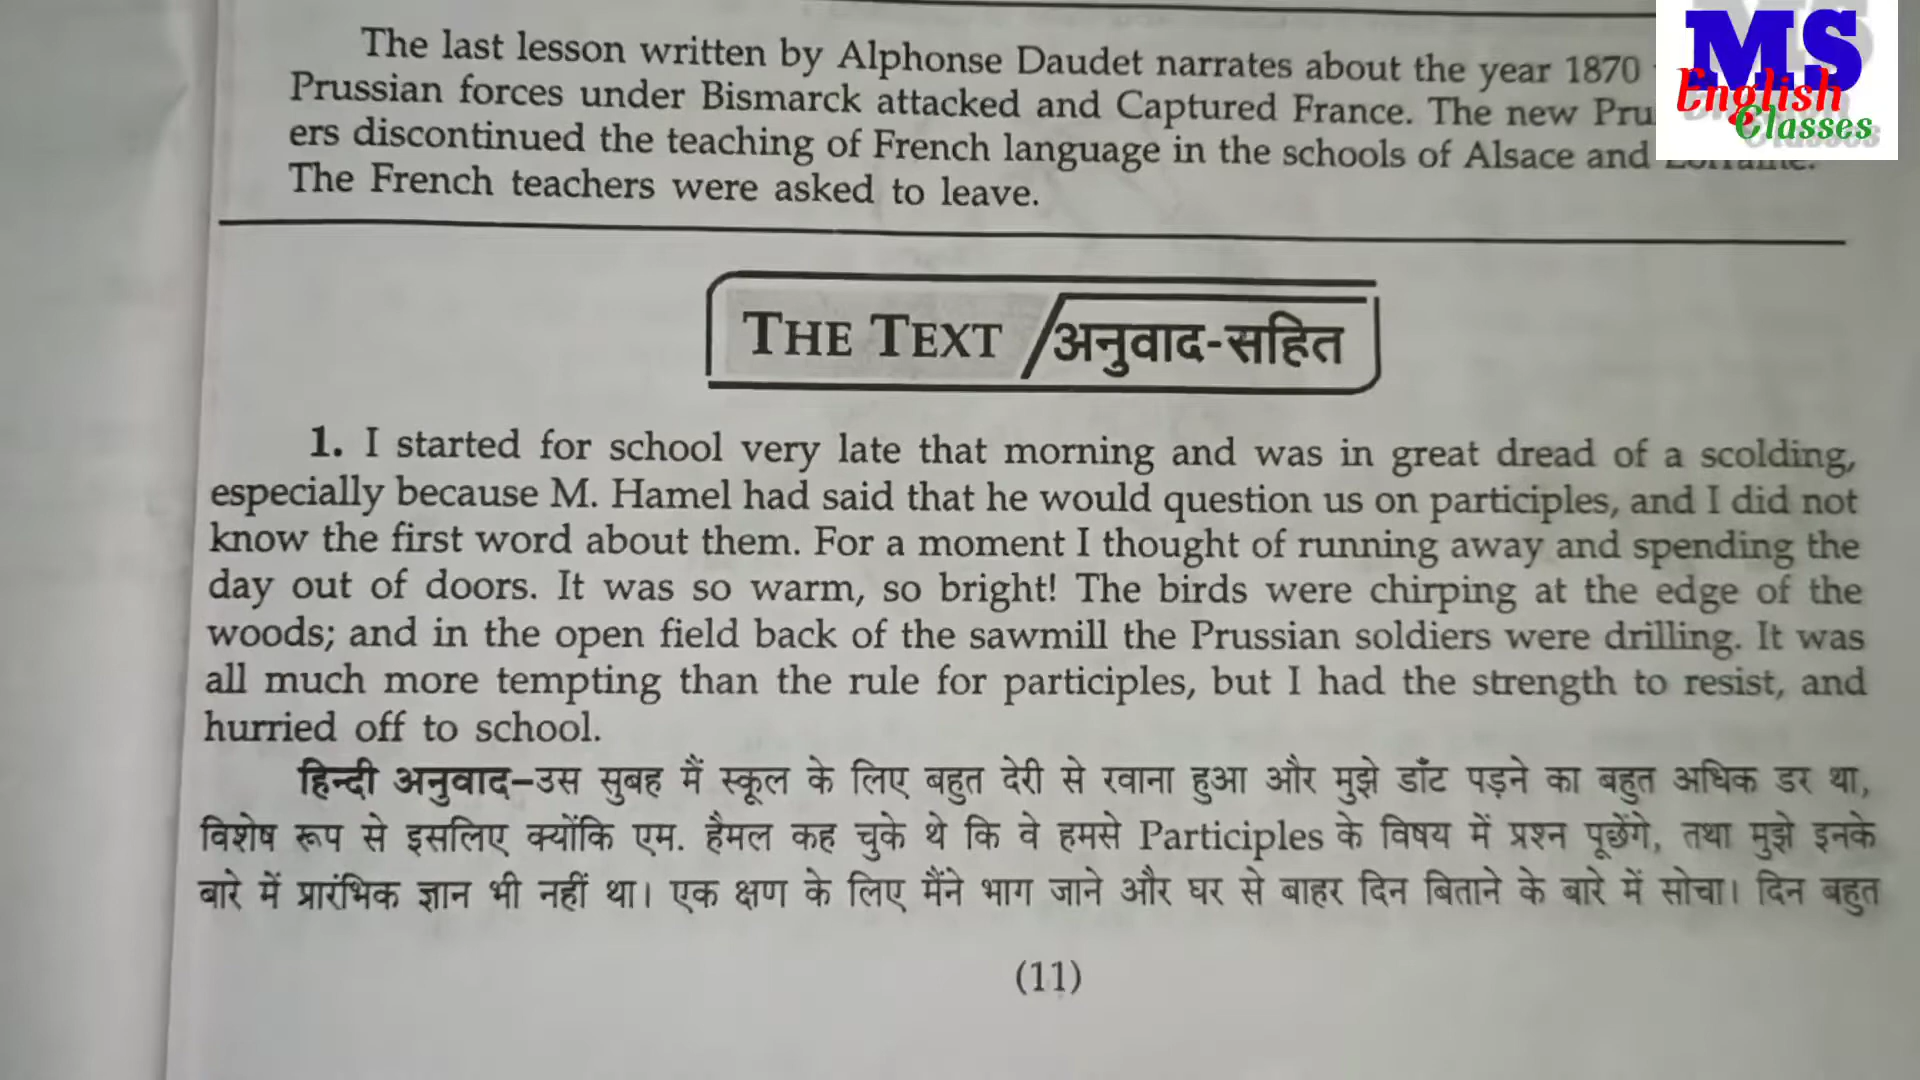 The last lesson written by Alphonse Daudet narrates about the year 1870
MS
Prussian forces under Bismarck attacked and Captured France. The new Pru
English
Classes
ers discontinued the teaching of French language in the schools of Alsace and
The French teachers were asked to leave.
THE TEXT / अनुवाद-सहित
1. I started for school very late that morning and was in great dread of a scolding,
especially because M. Hamel had said that he would question us on participles, and I did not
know the first word about them. For a moment I thought of running away and spending the
day out of doors. It was so warm, so bright! The birds were chirping at the edge of the
woods; and in the open field back of the sawmill the Prussian soldiers were drilling. It was
all much more tempting than the rule for participles, but I had the strength to resist, and
hurried off to school.
हिन्दी अनुवाद–उस सुबह मैं स्कूल के लिए बहुत देरी से रवाना हुआ और मुझे डाँट पड़ने का बहुत अधिक डर था,
विशेष रूप से इसलिए क्योंकि एम. हैमल कह चुके थे कि वे हमसे Participles के विषय में प्रश्न पूछेंगे, तथा मुझे इनके
बारे में प्रारंभिक ज्ञान भी नहीं था। एक क्षण के लिए मैंने भाग जाने और घर से बाहर दिन बिताने के बारे में सोचा। दिन बहुत
(11)